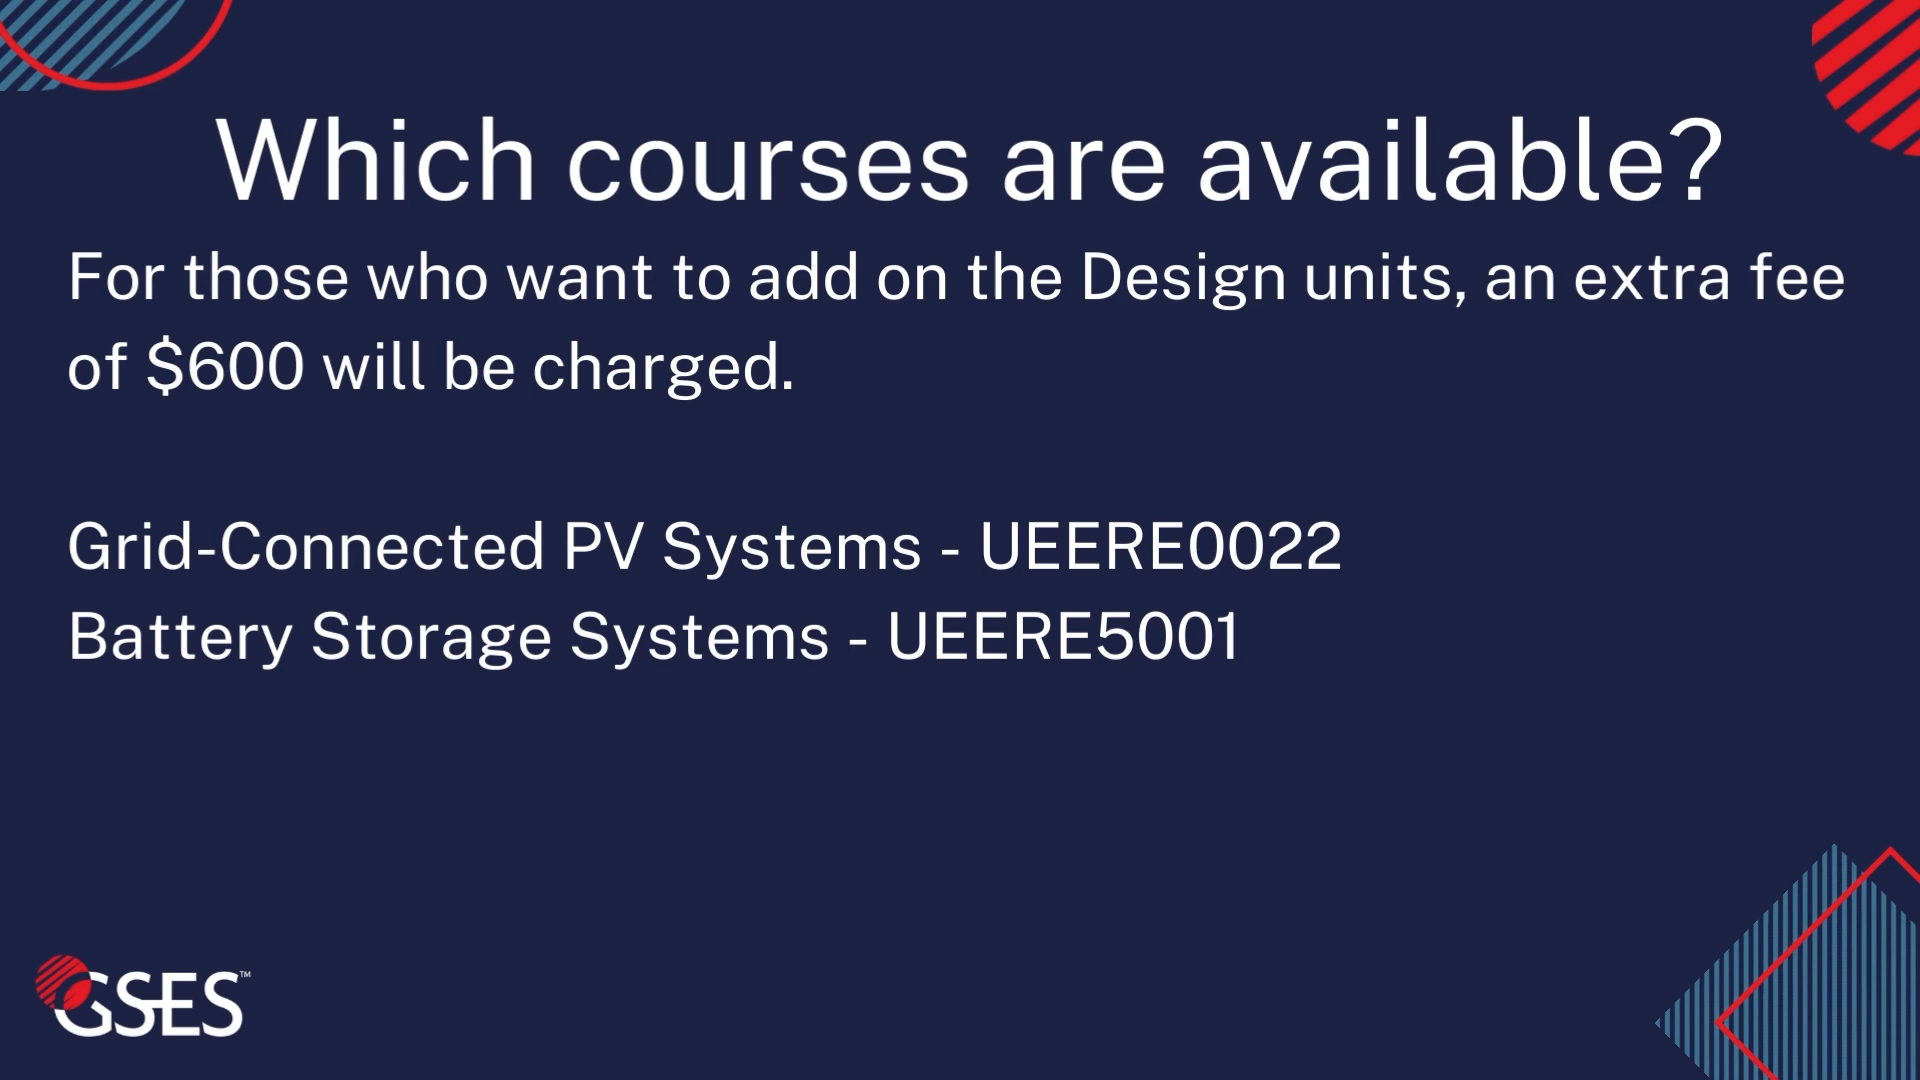 Which courses are available?
For those who want to add on the Design units, an extra fee
of $600 will be charged.
Grid-Connected PV Systems - UEERE0022
Battery Storage Systems - UEERE5001
GSES™